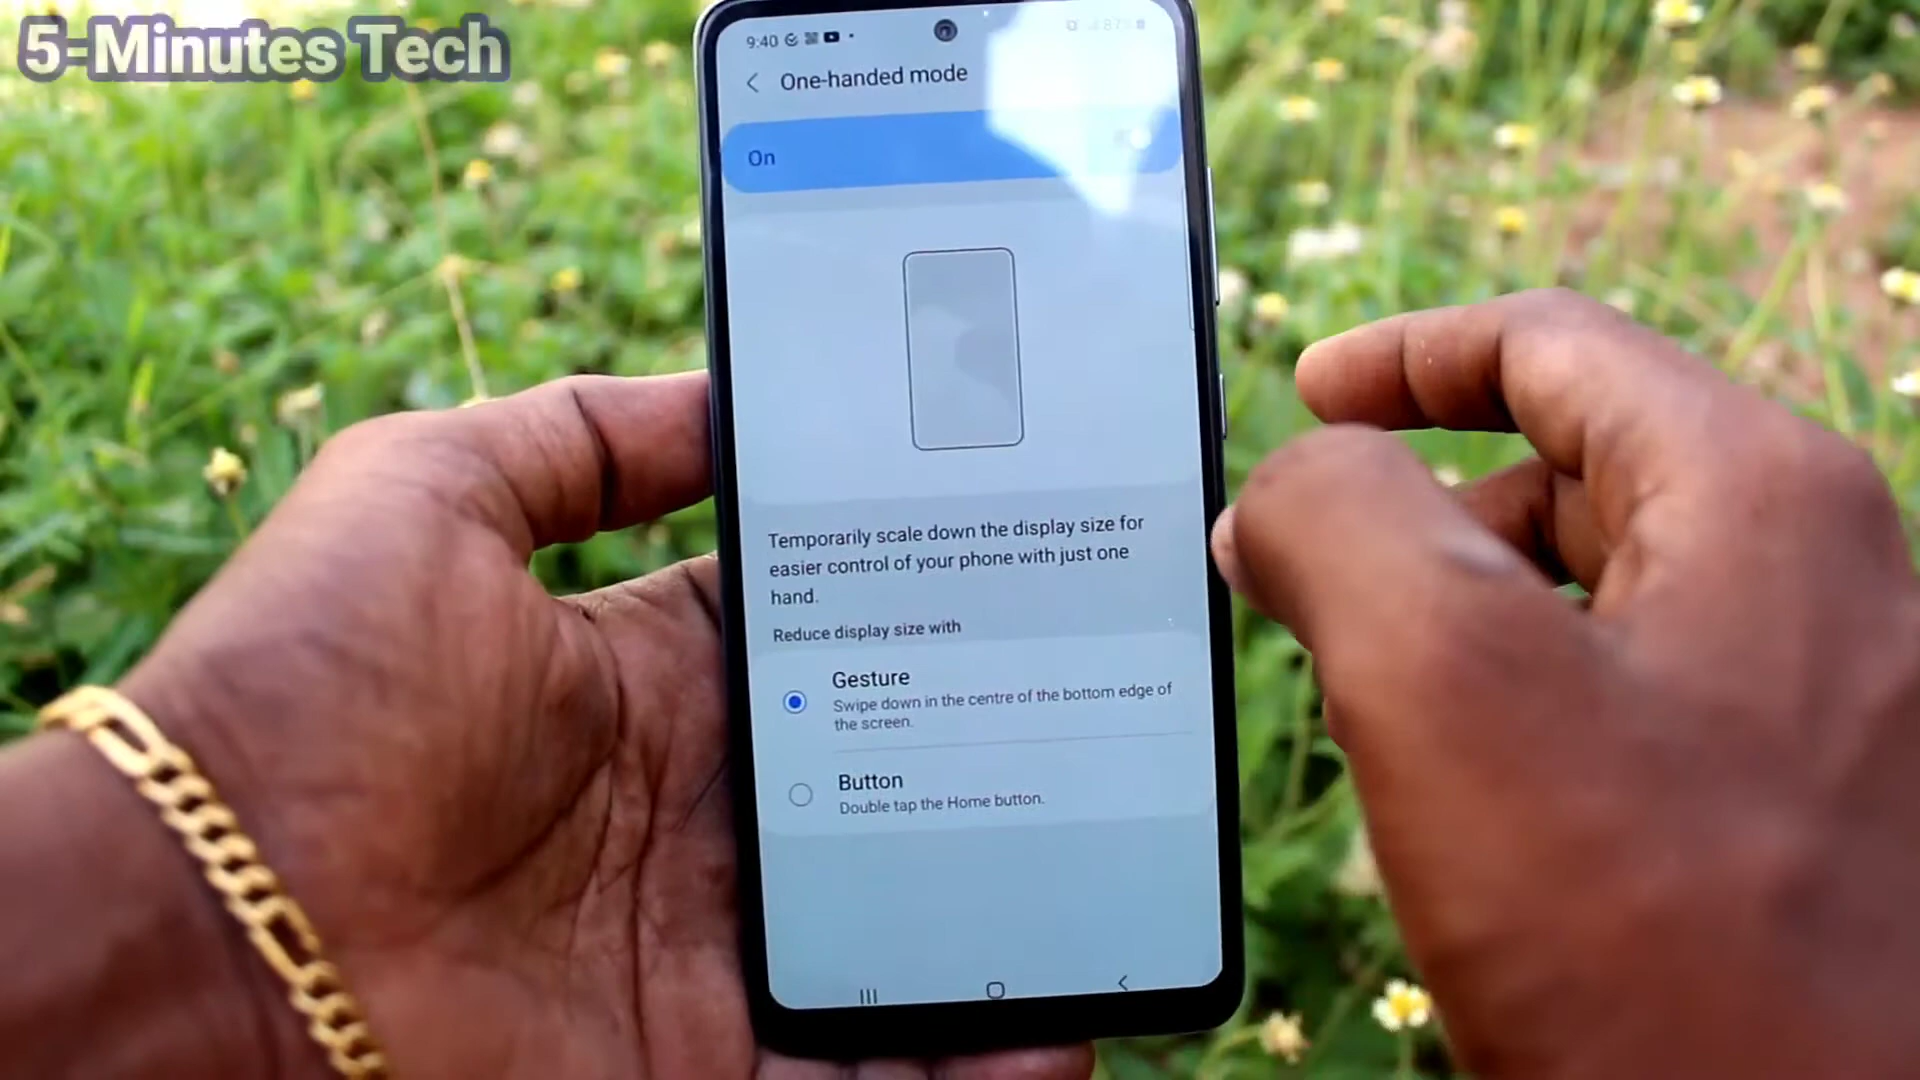 5=Minutes Tech
9:40
87%
One-handed mode
On
Temporarily scale down the display size for
easier control of your phone with just one
hand.
Reduce display size with
Gesture
Swipe down in the centre of the bottom edge of
the screen.
Button
Double tap the Home button.